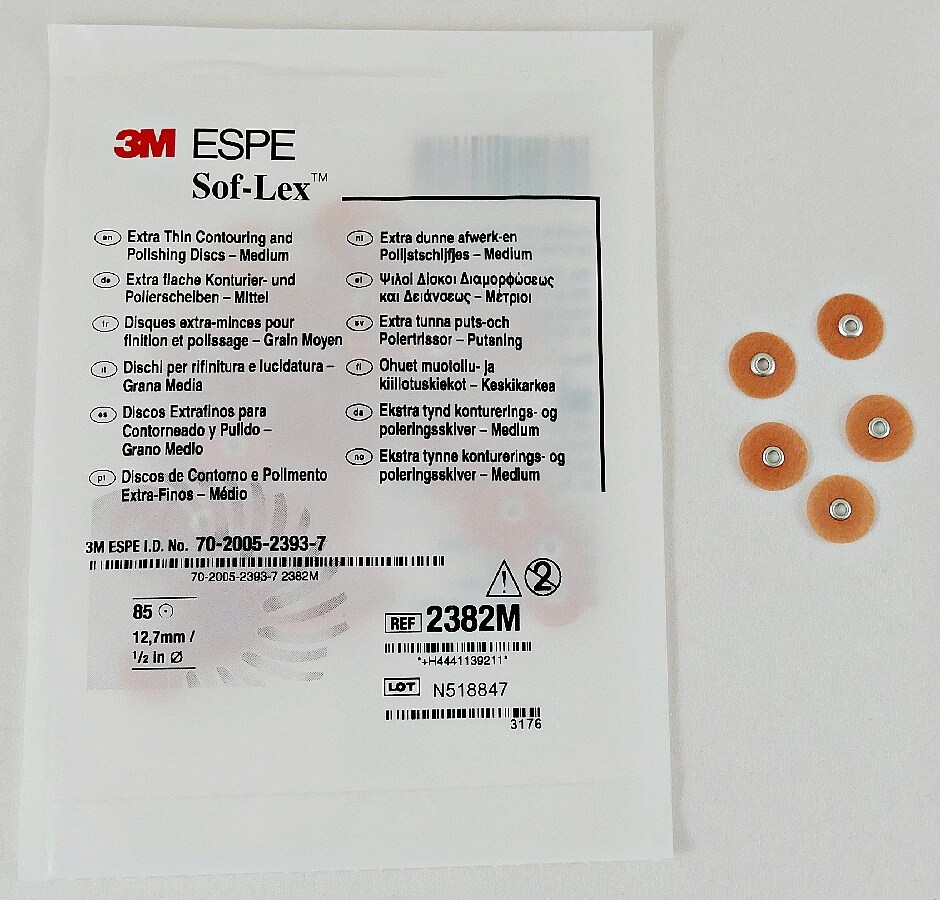 3M ESPE
Sof-Lex™
en Extra Thin Contouring and
Polishing Discs – Medium
de Extra flache Konturier- und
Polierscheiben – Mittel
fr Disques extra-minces pour
finition et polissage – Grain Moyen
it Dischi per rifinitura e lucidatura –
Grana Media
es Discos Extrafinos para
Contorneado y Pulido –
Grano Medio
pt Discos de Contorno e Polimento
Extra-Finos – Médio
nl Extra dunne afwerk-en
Polijstschijfjes – Medium
el Ψιλοί Δίσκοι Διαμορφώσεως
και Λειάνσεως – Μέτριοι
sv Extra tunna puts-och
Polertrissor – Putsning
fi Ohuet muotoilu- ja
kiillotuskiekot – Keskikarkea
da Ekstra tynd konturerings- og
poleringsskiver – Medium
no Ekstra tynne konturerings- og
poleringsskiver – Medium
3M ESPE I.D. No. 70-2005-2393-7
70-2005-2393-7 2382M
85
12,7mm /
1/2 in Ø
2
REF 2382M
*+H4441139211*
LOT N518847
3176